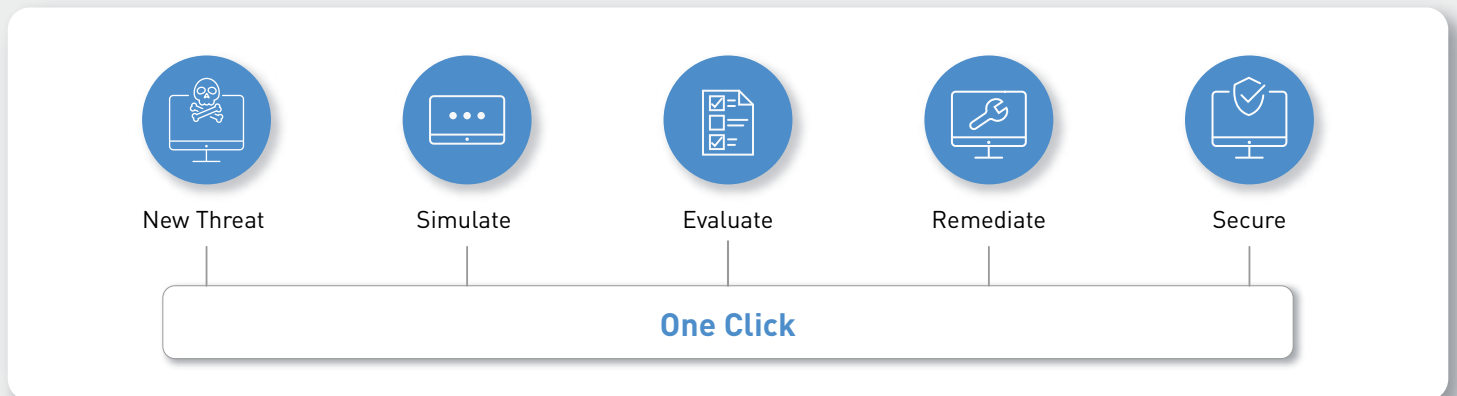 New Threat
Simulate
Evaluate
Remediate
Secure
One Click